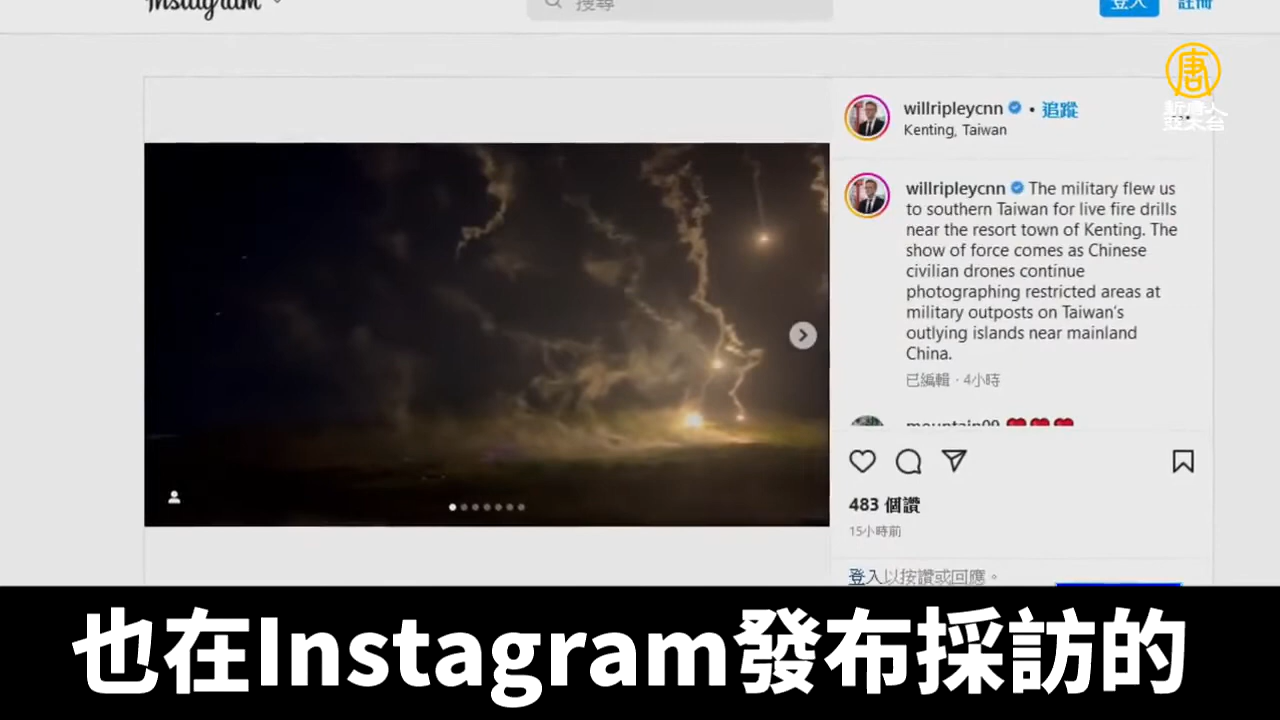 Instagram
搜尋
登入
註冊
唐
新唐人
亞太台
willripleycnn • 追蹤
Kenting, Taiwan
willripleycnn The military flew us
to southern Taiwan for live fire drills
near the resort town of Kenting. The
show of force comes as Chinese
civilian drones continue
photographing restricted areas at
military outposts on Taiwan's
outlying islands near mainland
China.
已編輯 · 4小時
483 個讚
15小時前
登入以按讚或回應。
也在Instagram發布採訪的